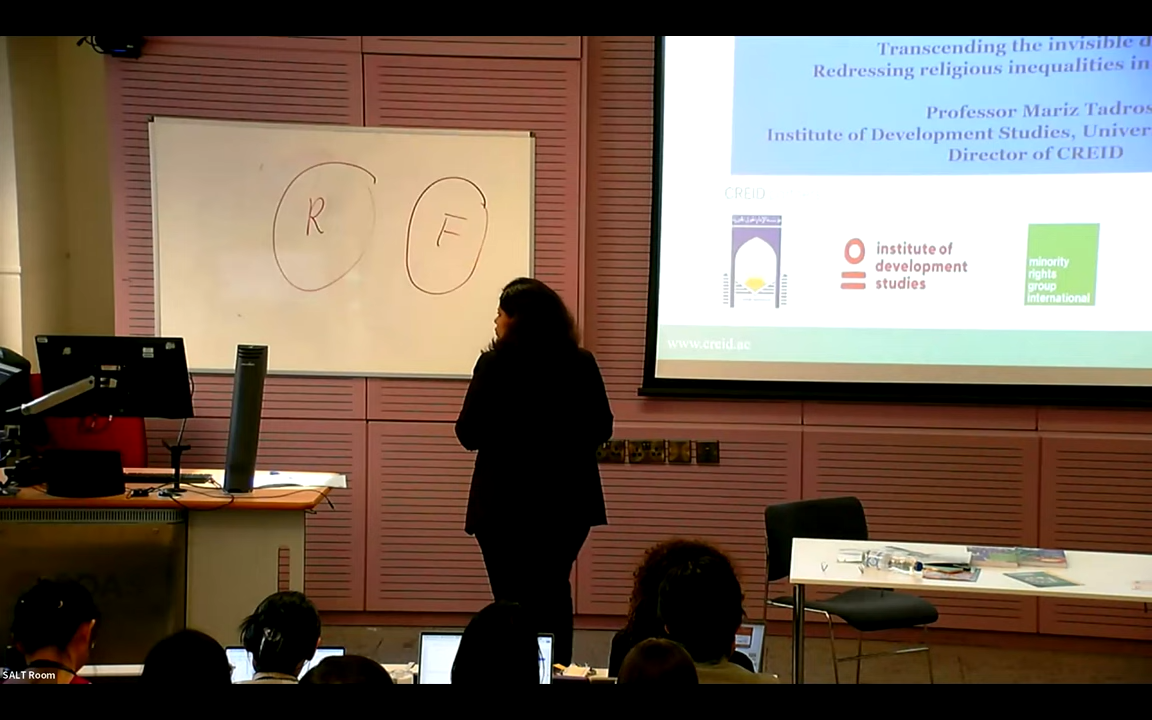 R
F
Transcending the invisible
Redressing religious inequalities in
Professor Mariz Tadros
Institute of Development Studies,
Director of CREID
CREID
institute of
development
studies
minority
rights
group
international
www.creid.ac
SALT Room